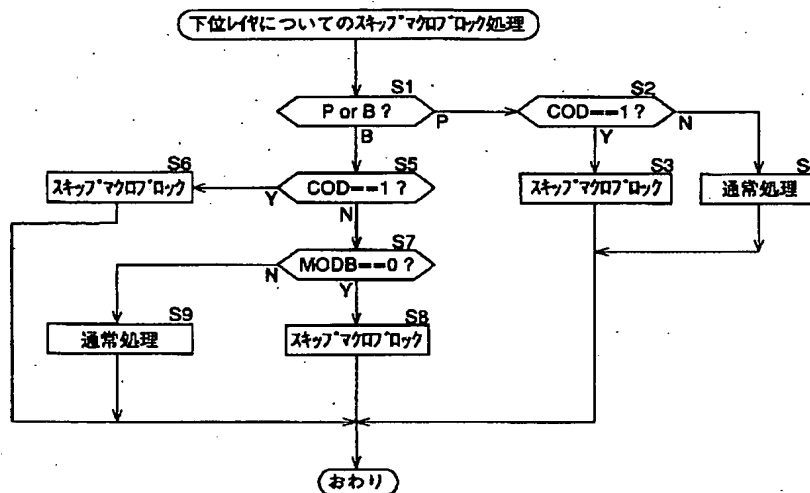 下位レイヤについてのスキップマクロブロック処理
S1
P or B ?
P
B
S2
COD==1 ?
N
Y
S6
スキップマクロブロック
S5
COD==1 ?
Y
N
S3
スキップマクロブロック
S
通常処理
S7
MODB==0 ?
N
Y
S9
通常処理
S8
スキップマクロブロック
おわり